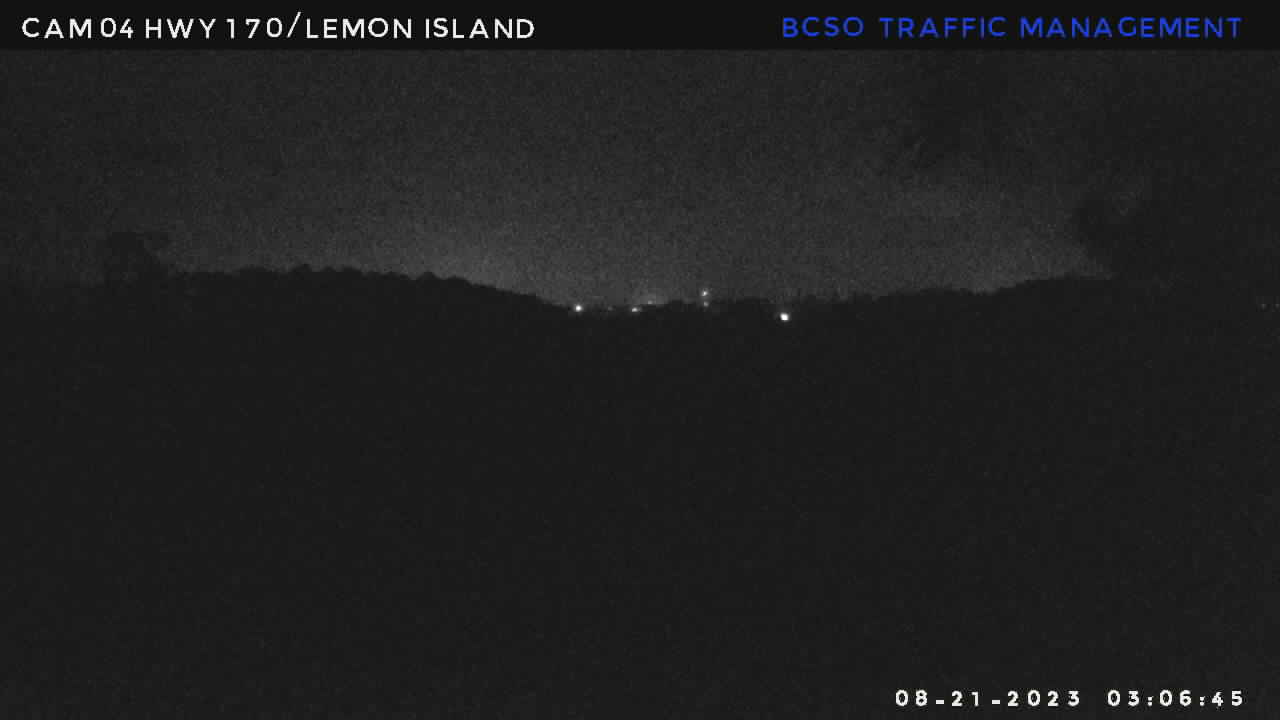 CAM04 HWY 170/LEMON ISLAND
BCSO TRAFFIC MANAGEMENT
08-21-2023 03:06:45